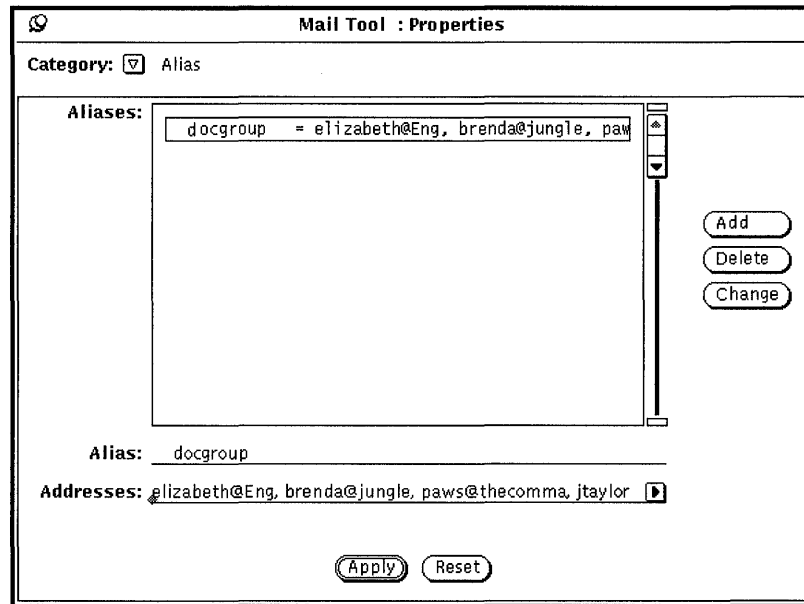 Mail Tool : Properties
Category: Alias
Aliases:
docgroup = elizabeth@Eng, brenda@jungle, paw
Add
Delete
Change
Alias: docgroup
Addresses: elizabeth@Eng, brenda@jungle, paws@thecomma, jtaylor
Apply Reset